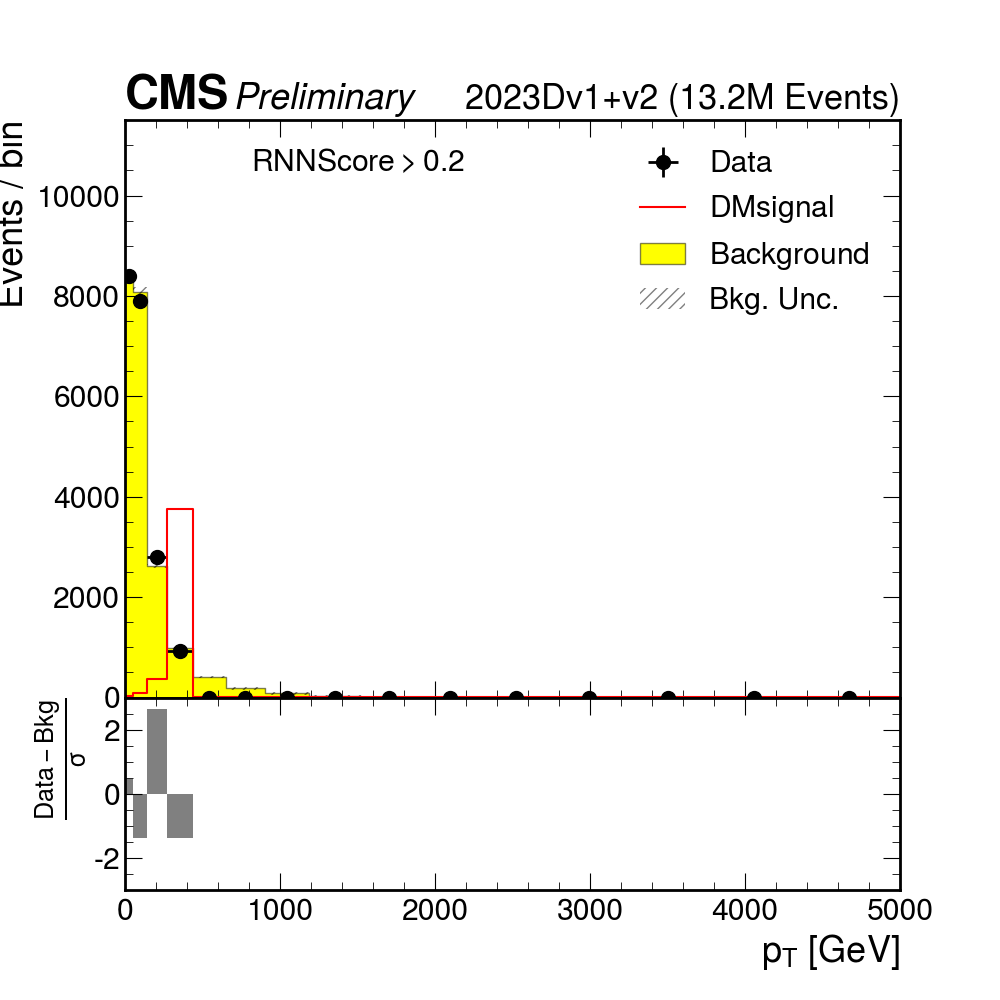 CMS Preliminary 2023Dv1+v2 (13.2M Events)
Events / bin
RNNScore > 0.2
Data
DMsignal
Background
Bkg. Unc.
10000
8000
6000
4000
2000
0
Data − Bkg
σ
2
0
-2
0 1000 2000 3000 4000 5000
pT [GeV]